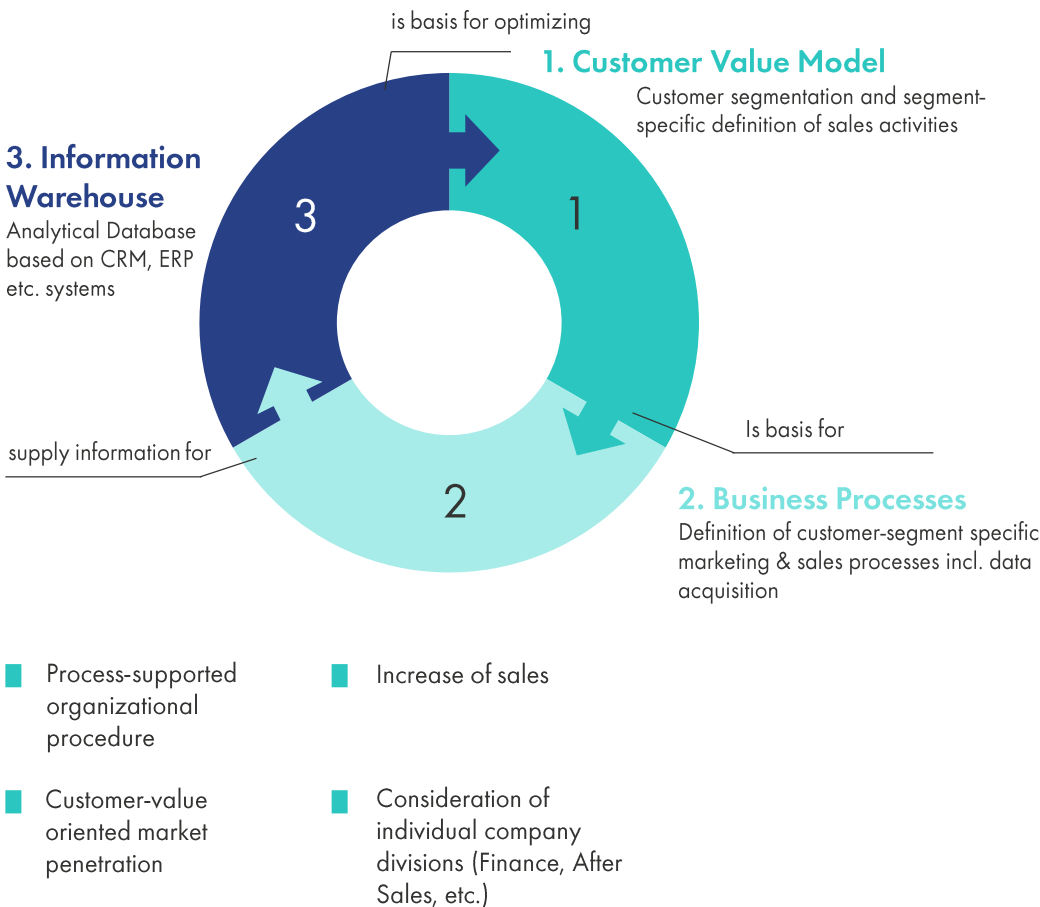 is basis for optimizing
1. Customer Value Model
Customer segmentation and segment-
specific definition of sales activities
3. Information
Warehouse
Analytical Database
based on CRM, ERP
etc. systems
3
1
supply information for
Is basis for
2
2. Business Processes
Definition of customer-segment specific
marketing & sales processes incl. data
acquisition
Process-supported
organizational
procedure
Increase of sales
Customer-value
oriented market
penetration
Consideration of
individual company
divisions (Finance, After
Sales, etc.)